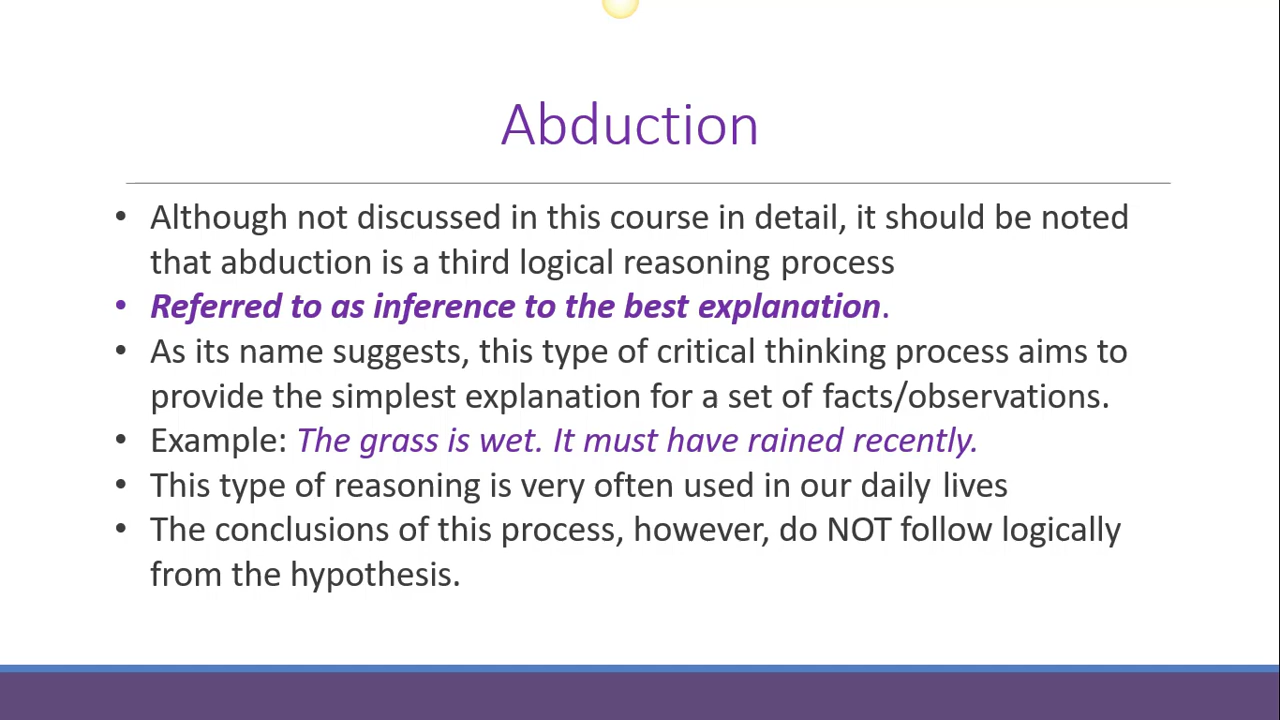 Abduction
• Although not discussed in this course in detail, it should be noted
that abduction is a third logical reasoning process
• Referred to as inference to the best explanation.
• As its name suggests, this type of critical thinking process aims to
provide the simplest explanation for a set of facts/observations.
• Example: The grass is wet. It must have rained recently.
• This type of reasoning is very often used in our daily lives
• The conclusions of this process, however, do NOT follow logically
from the hypothesis.